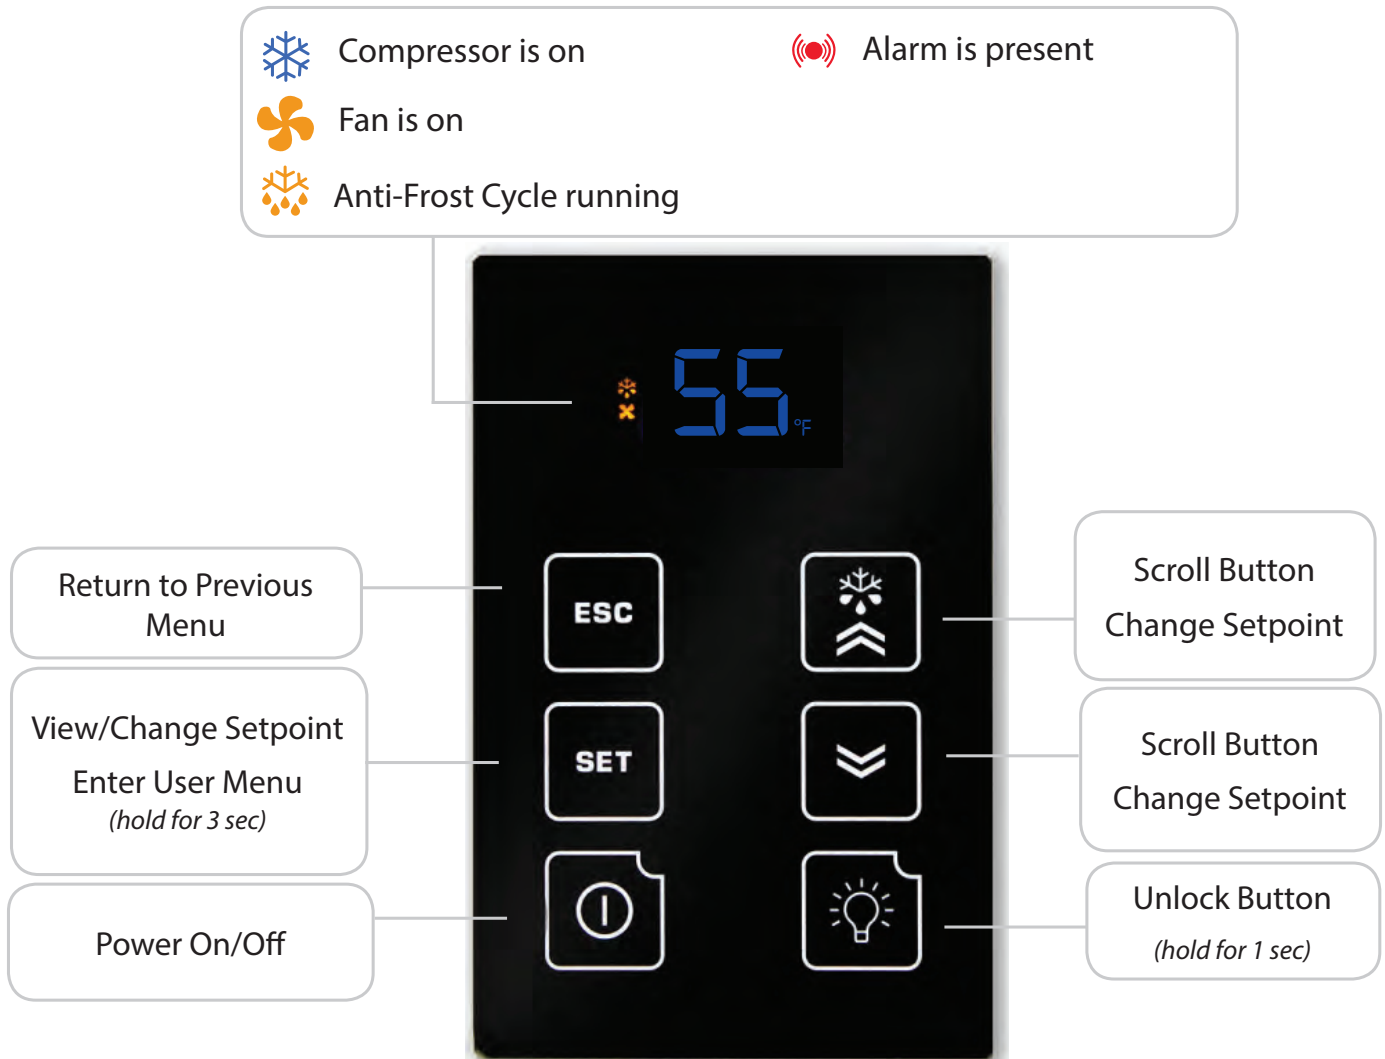 Compressor is on
Alarm is present
Fan is on
Anti-Frost Cycle running
55 °F
Return to Previous
Menu
ESC
Scroll Button
Change Setpoint
View/Change Setpoint
Enter User Menu
(hold for 3 sec)
SET
Scroll Button
Change Setpoint
Power On/Off
Unlock Button
(hold for 1 sec)